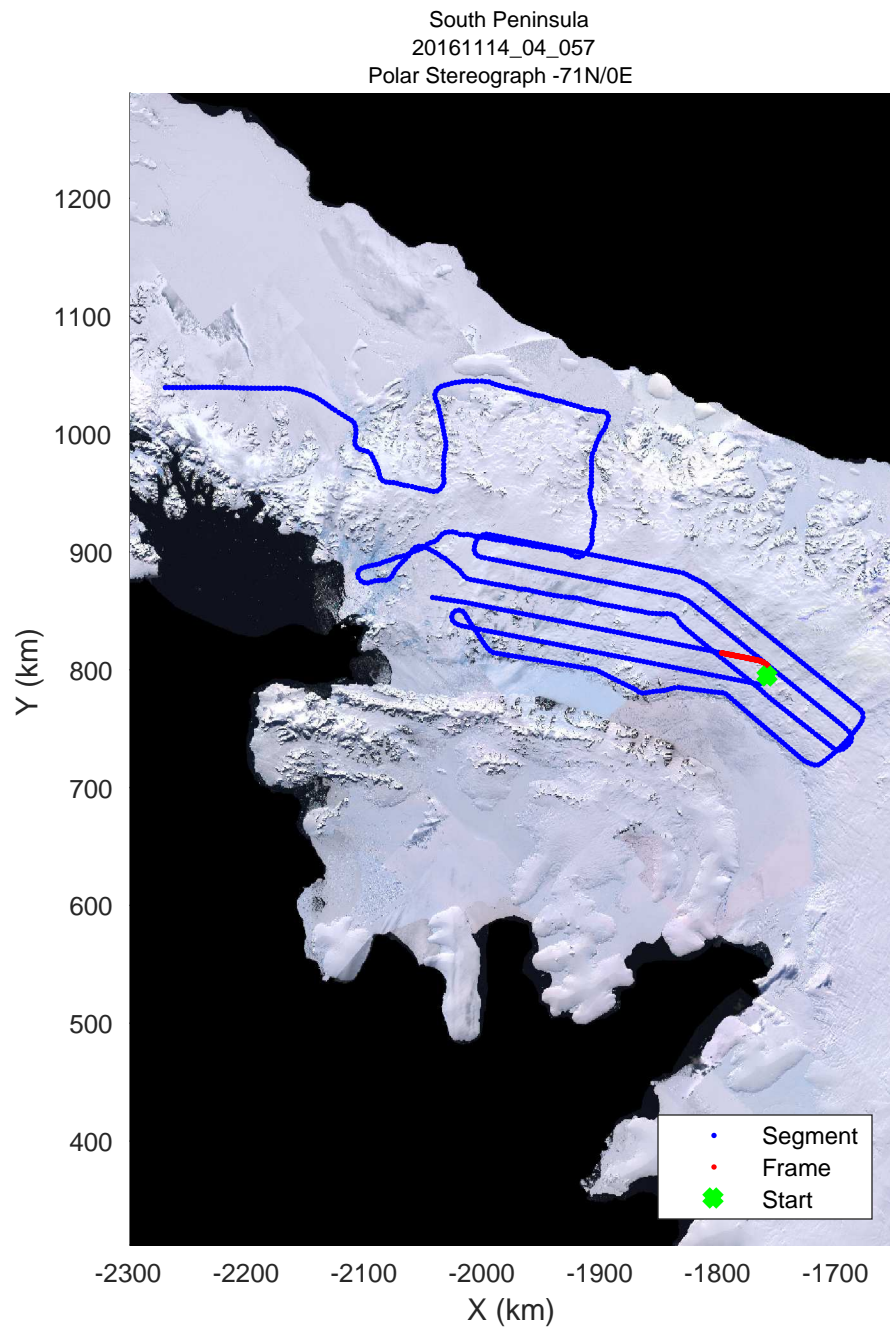 South Peninsula
20161114_04_057
Polar Stereograph -71N/0E
1200
1100
1000
900
800
700
600
500
400
Y (km)
Segment
Frame
Start
-2300 -2200 -2100 -2000 -1900 -1800 -1700
X (km)